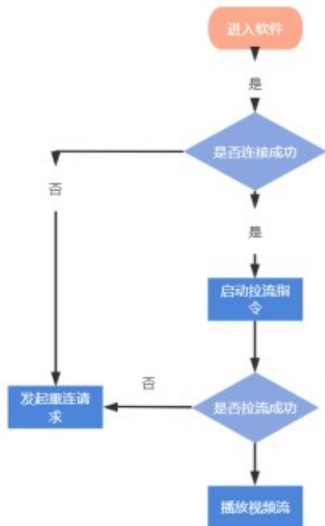 进入软件
是
是否连接成功
否
是
启动拉流指
令
是否拉流成功
否
发起重连请
求
播放视频流